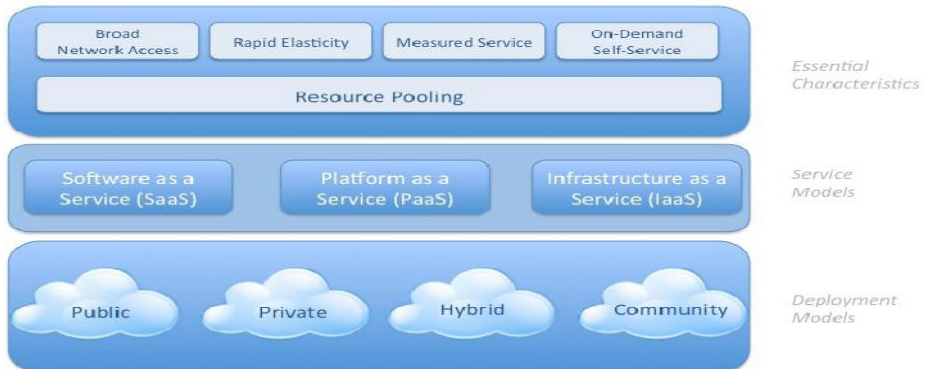 Broad
Network Access
Rapid Elasticity
Measured Service
On-Demand
Self-Service
Resource Pooling
Essential
Characteristics
Software as a
Service (SaaS)
Platform as a
Service (PaaS)
Infrastructure as a
Service (IaaS)
Service
Models
Public
Private
Hybrid
Community
Deployment
Models